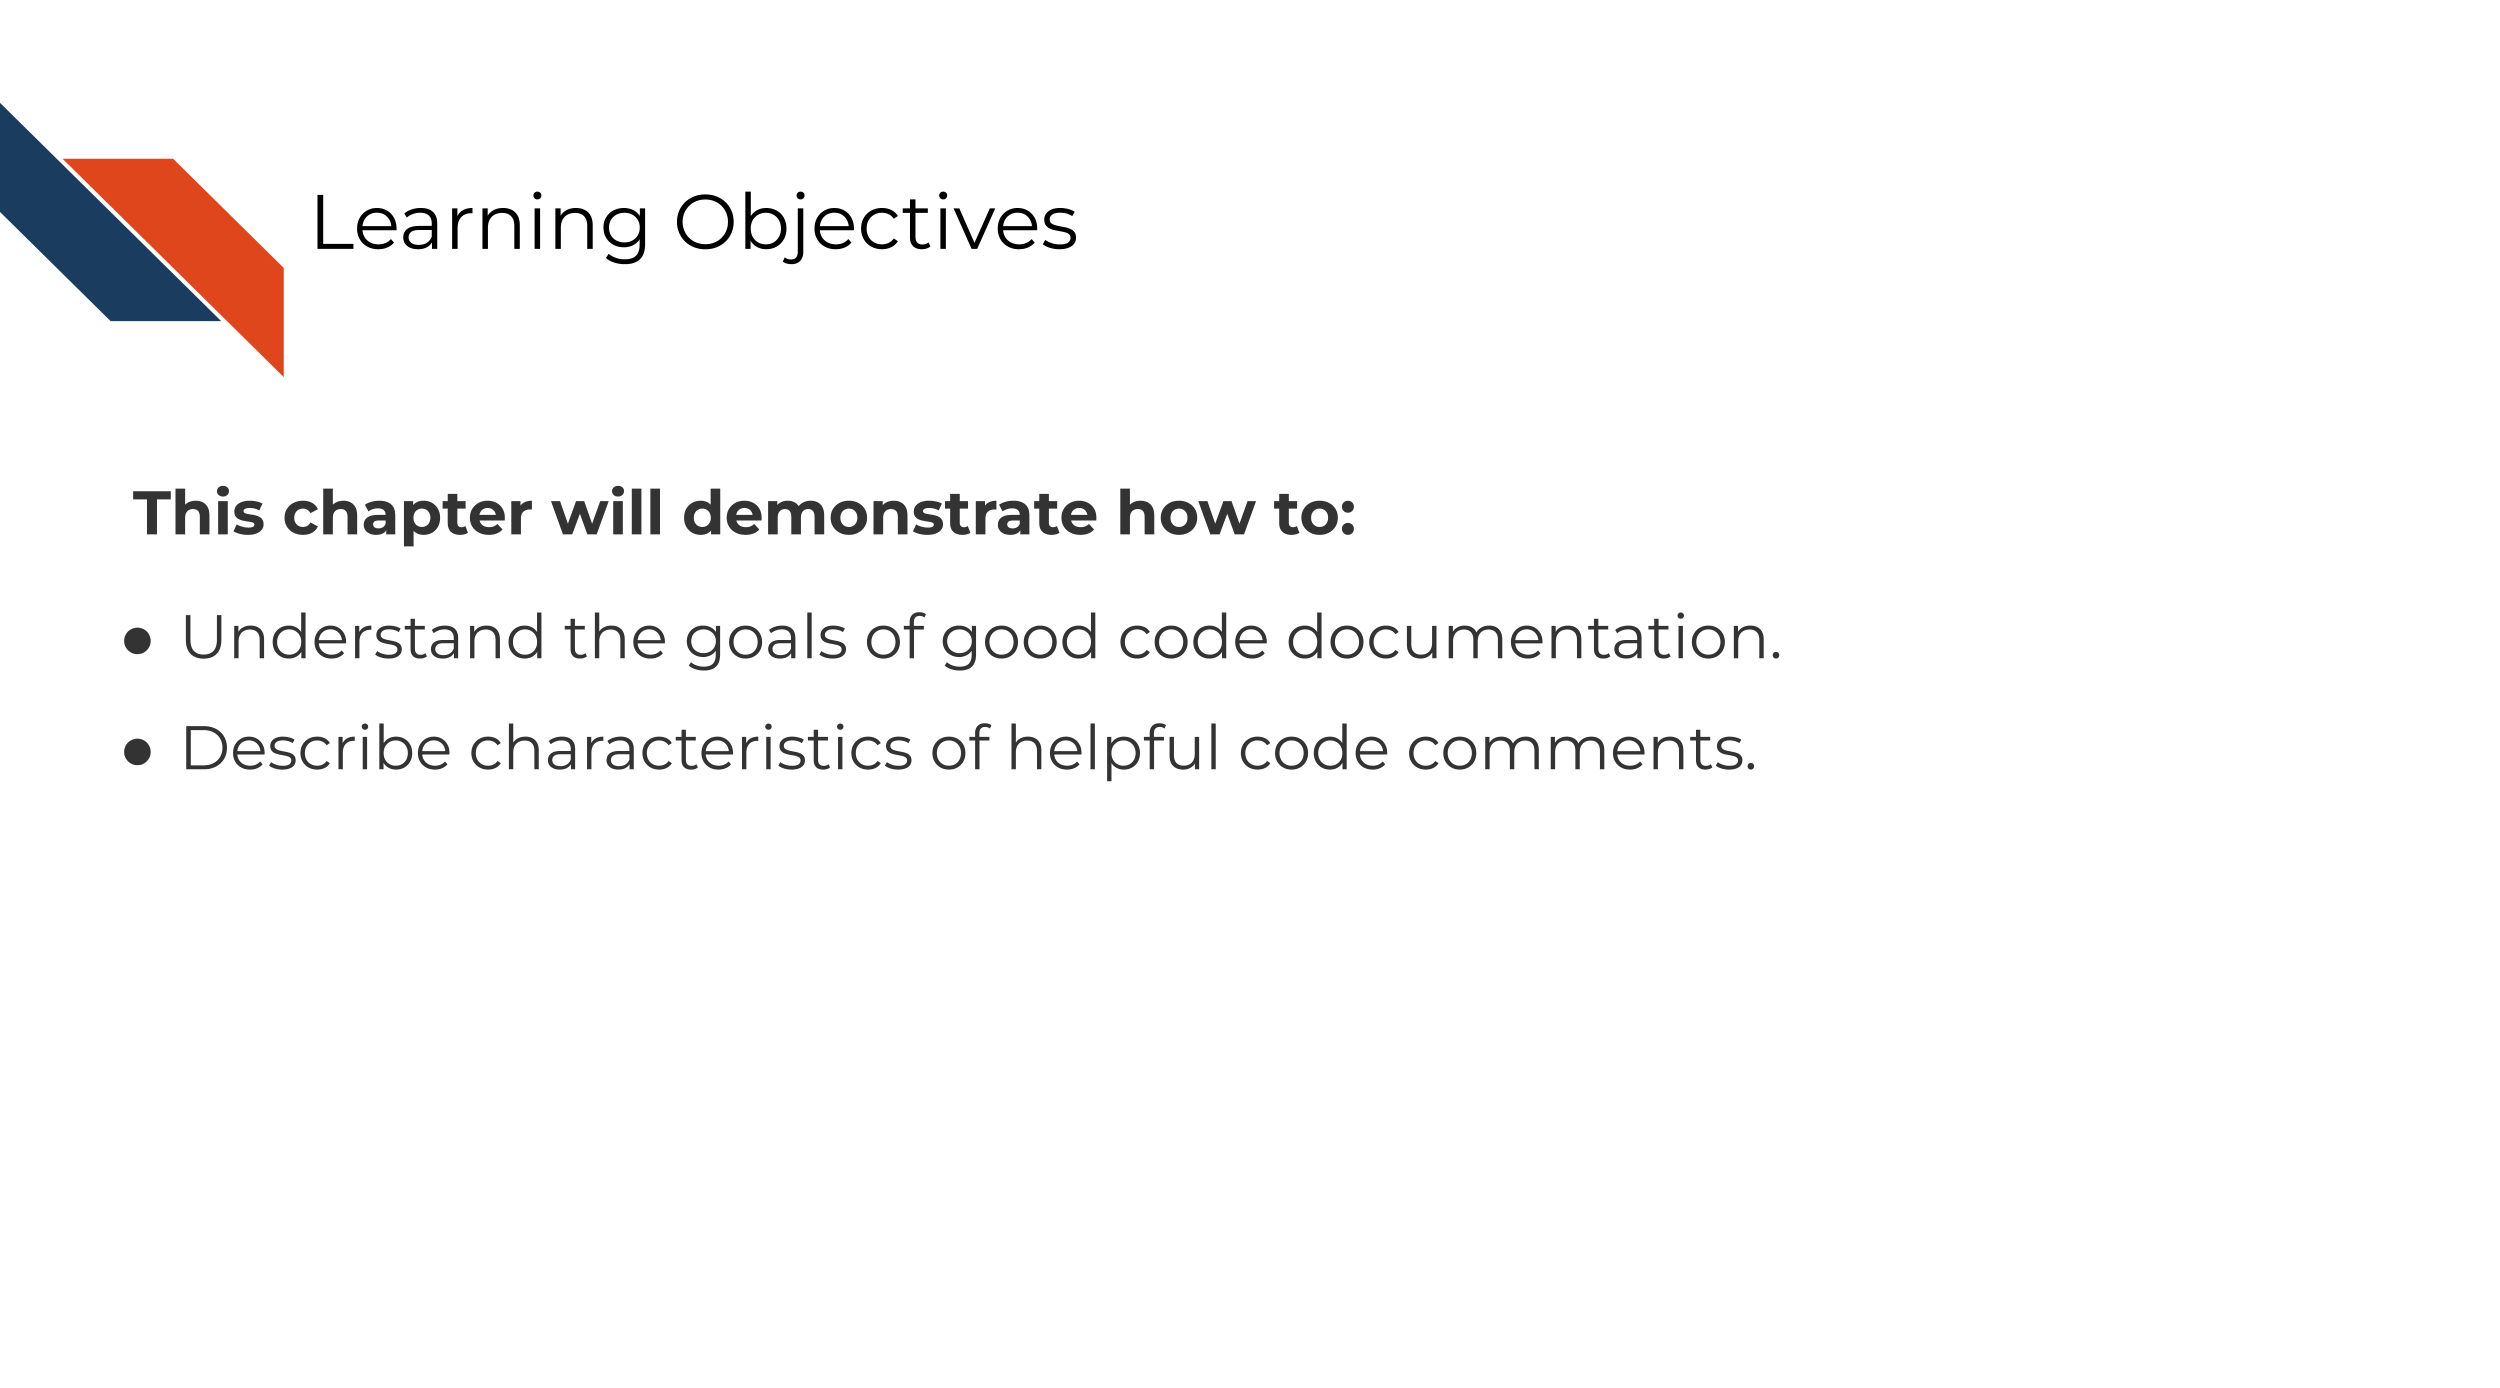 Learning Objectives
This chapter will demonstrate how to:
● Understand the goals of good code documentation.
● Describe characteristics of helpful code comments.